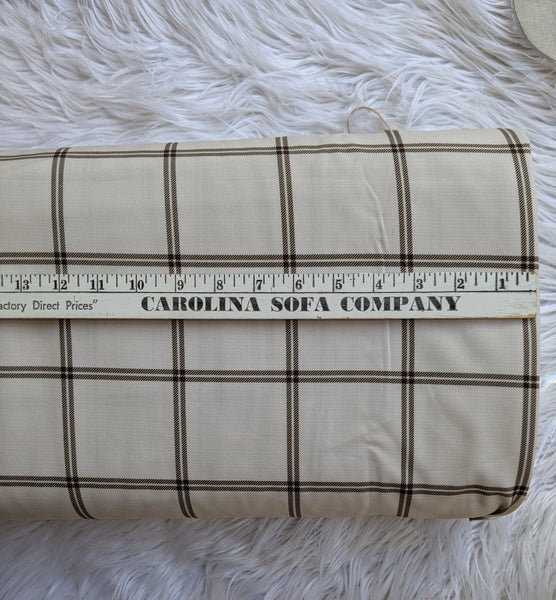 13 12 11 10 9 8 7 6 5 4 3 2 1
actory Direct Prices" CAROLINA SOFA COMPANY